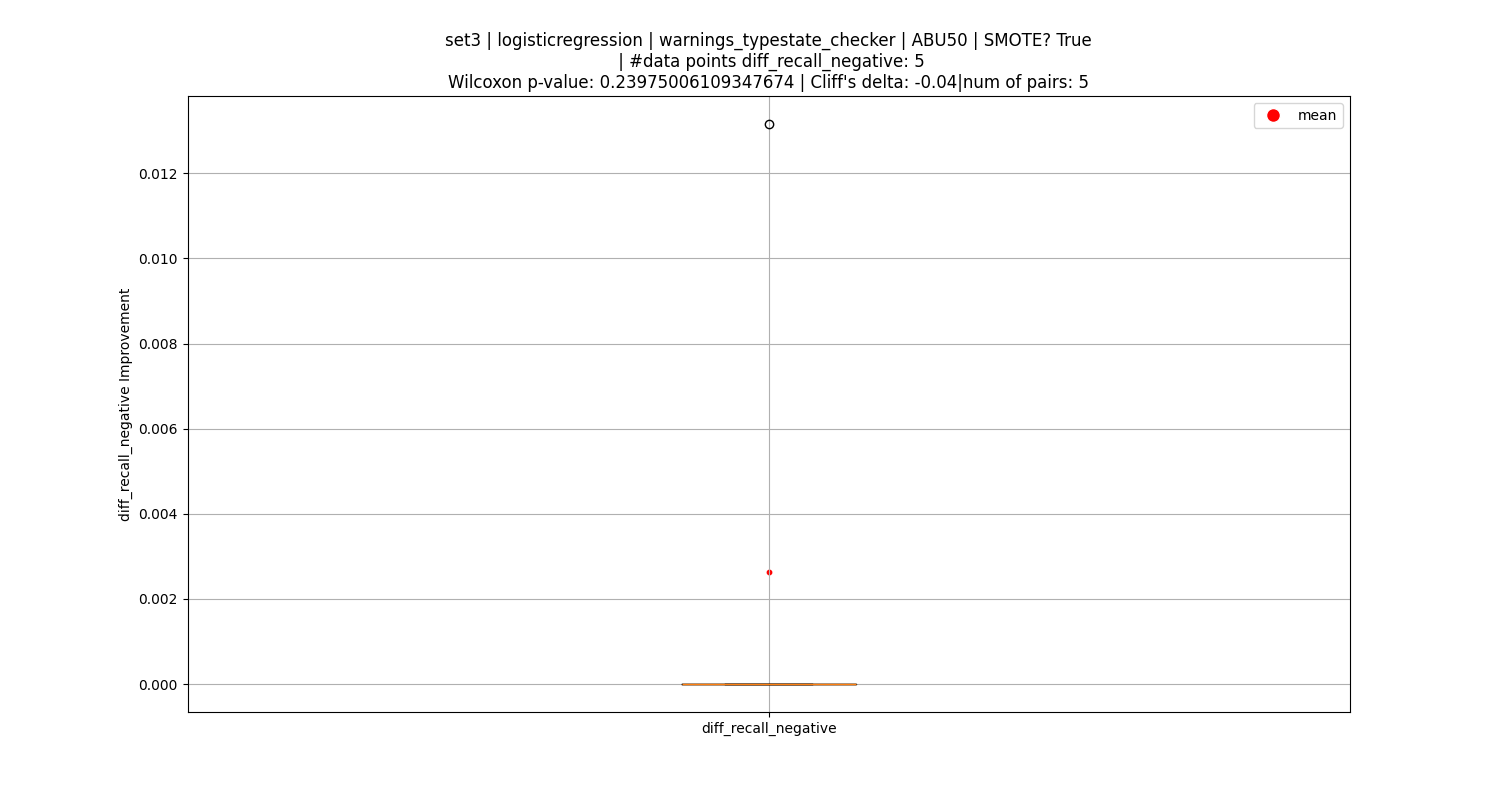 set3 | logisticregression | warnings_typestate_checker | ABU50 | SMOTE? True
| #data points diff_recall_negative: 5
Wilcoxon p-value: 0.23975006109347674 | Cliff's delta: -0.04|num of pairs: 5
mean
0.012
0.010
0.008
0.006
0.004
0.002
0.000
diff_recall_negative Improvement
diff_recall_negative